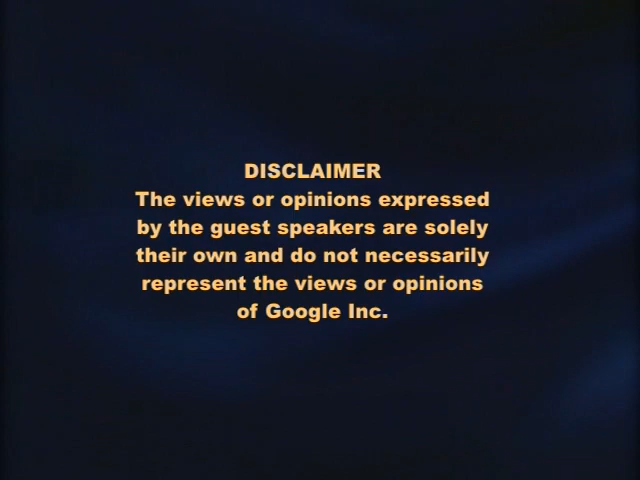 DISCLAIMER
The views or opinions expressed
by the guest speakers are solely
their own and do not necessarily
represent the views or opinions
of Google Inc.